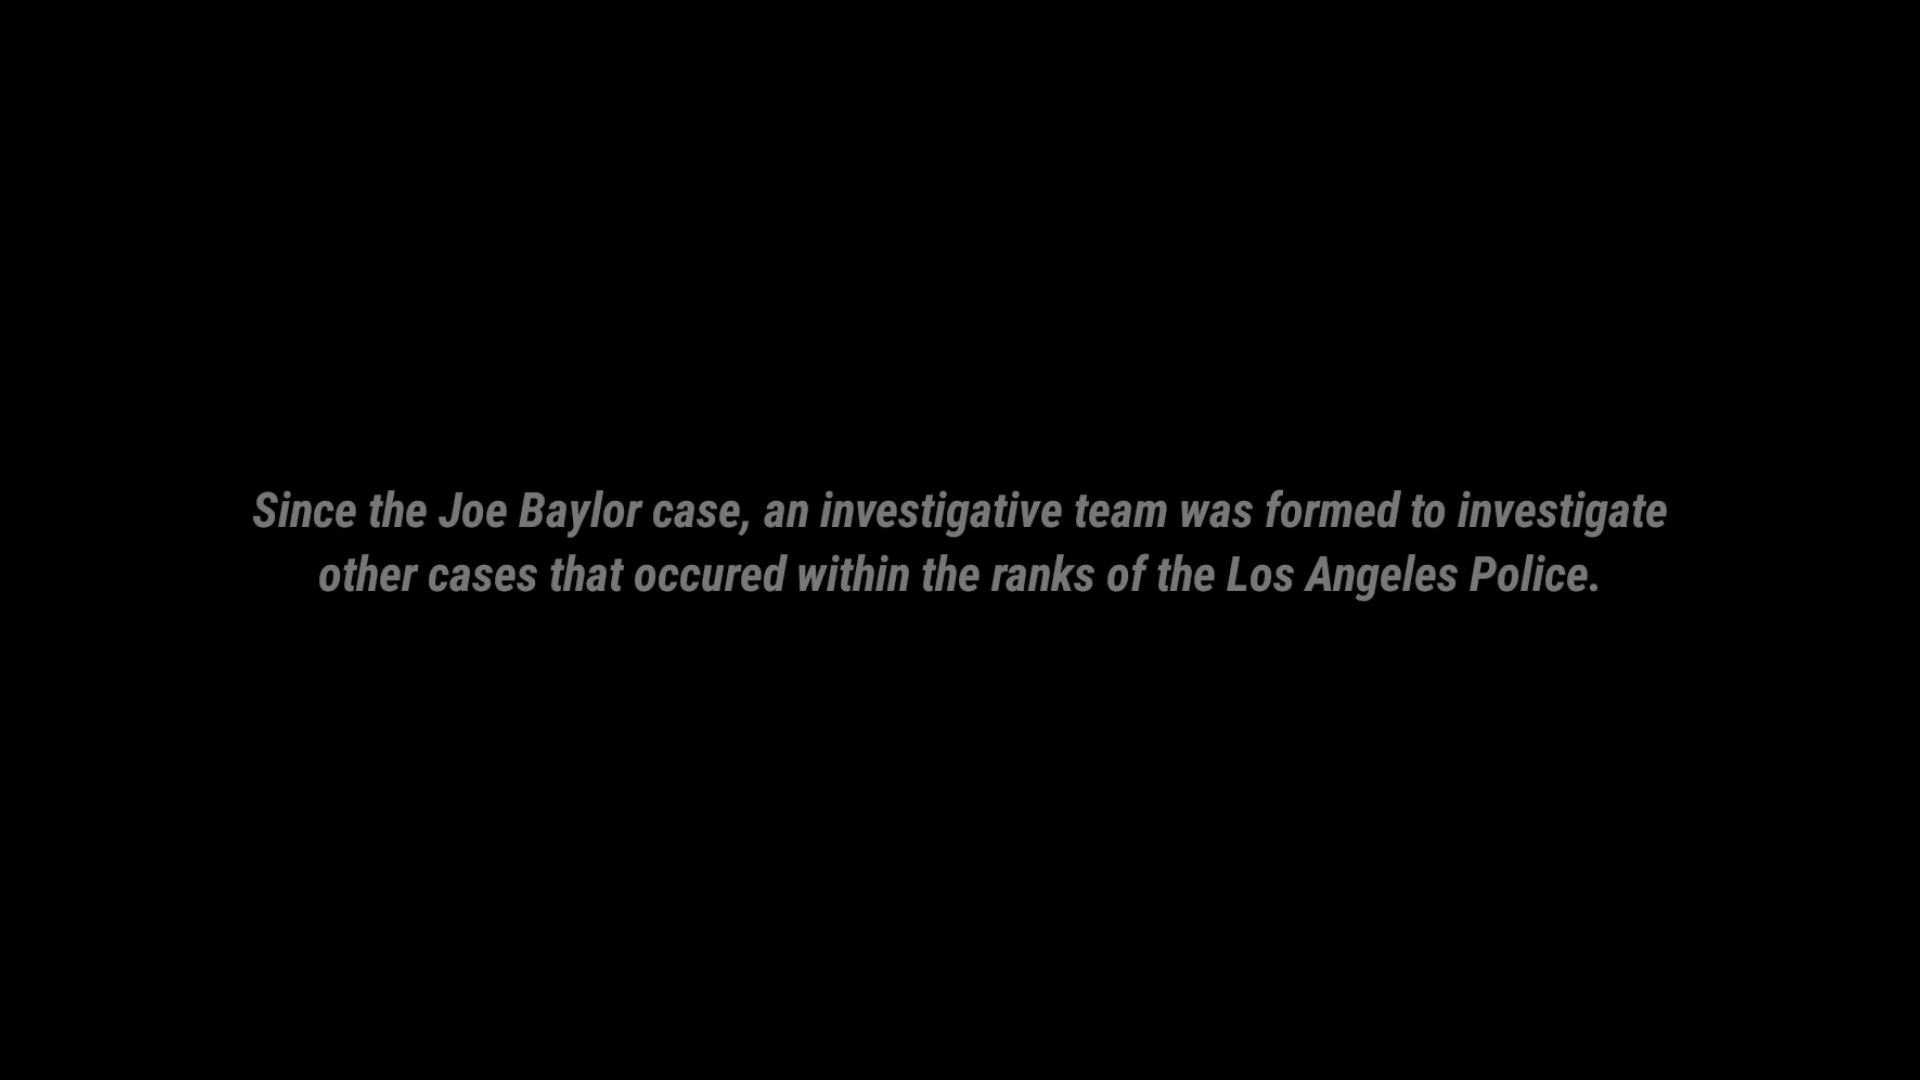 Since the Joe Baylor case, an investigative team was formed to investigate
other cases that occured within the ranks of the Los Angeles Police.